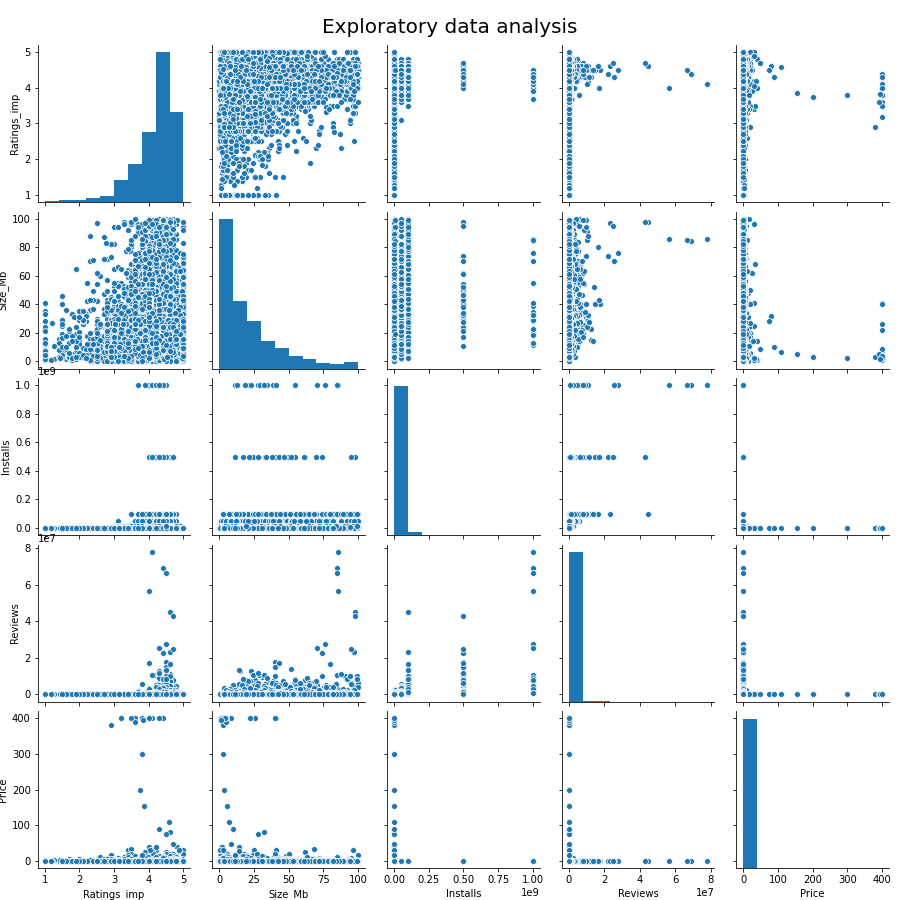 Exploratory data analysis
5
4
3
2
1
Ratings_imp
100
80
60
40
20
0
Size_Mb
1e9
1.0
0.8
0.6
0.4
0.2
0.0
Installs
1e7
8
6
4
2
0
Reviews
400
300
200
100
0
Price
1 2 3 4 5
Ratings_imp
0 25 50 75 100
Size_Mb
0.00 0.25 0.50 0.75 1.00
Installs 1e9
0 2 4 6 8
Reviews 1e7
0 100 200 300 400
Price